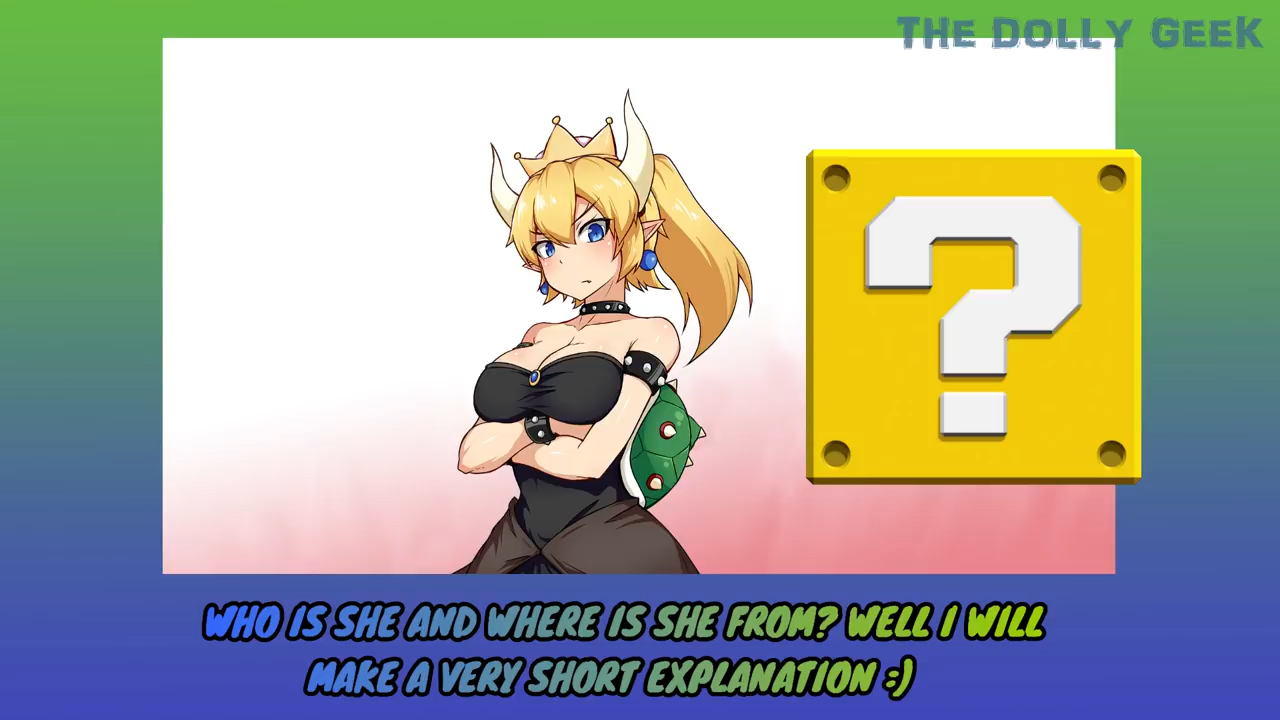 THE DOLLY GEEK
?
WHO IS SHE AND WHERE IS SHE FROM? WELL I WILL
MAKE A VERY SHORT EXPLANATION :)